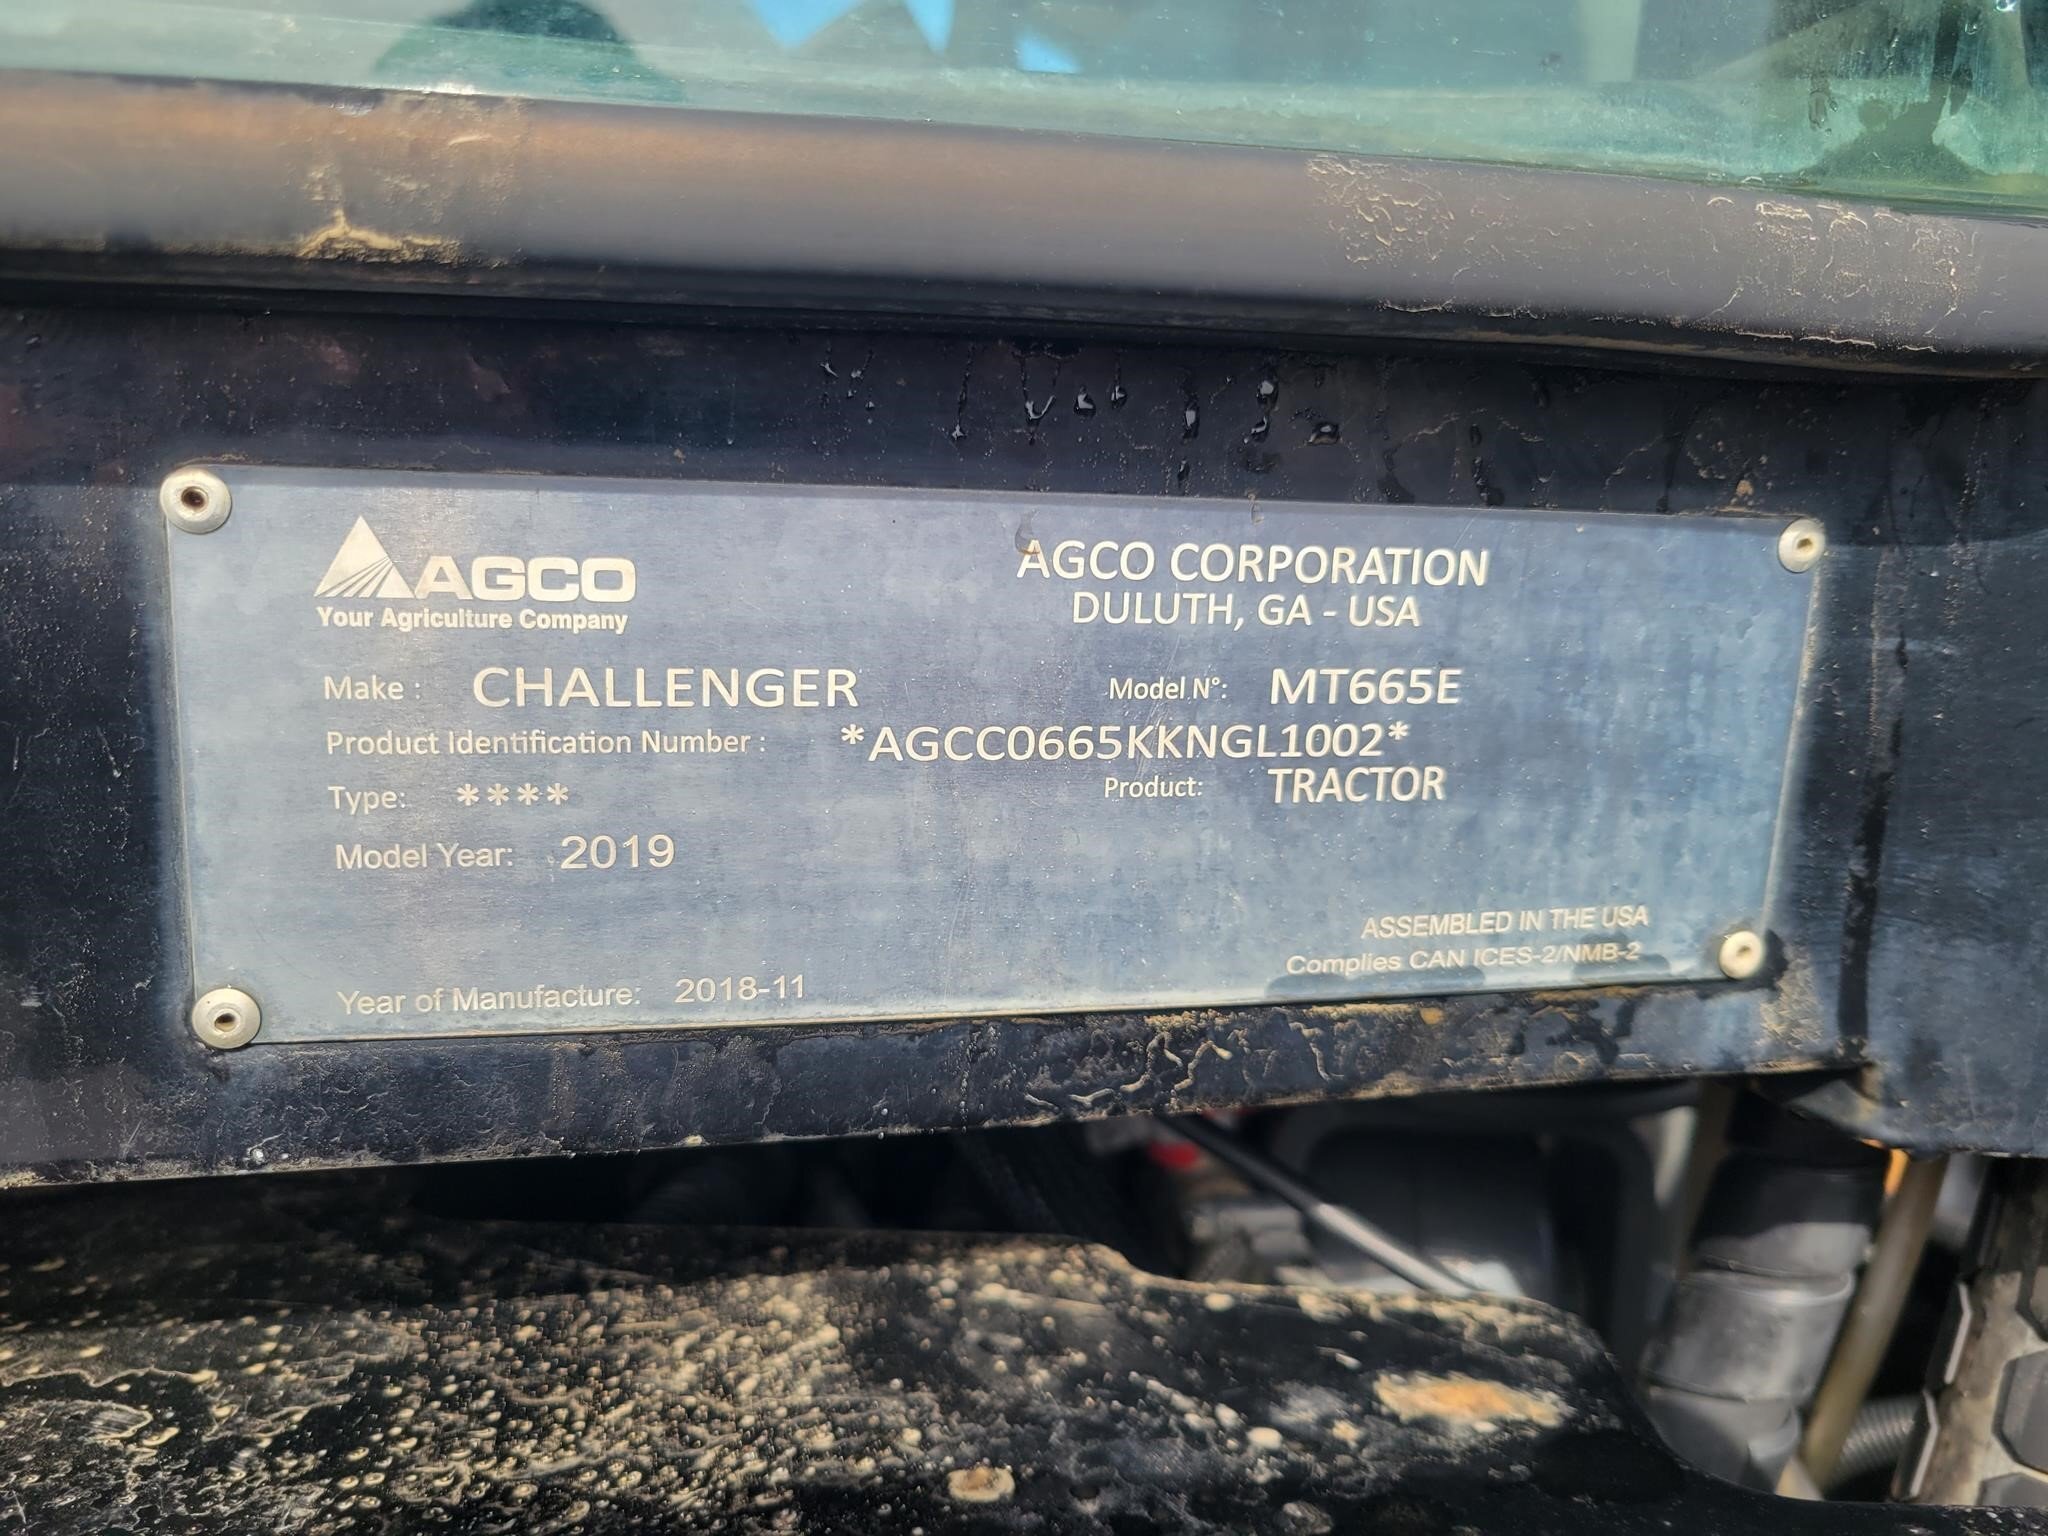 AGCO
Your Agriculture Company
AGCO CORPORATION
DULUTH, GA - USA
Make : CHALLENGER
Model N°: MT665E
Product Identification Number : *AGCC0665KKNGL1002*
Type: ****
Product: TRACTOR
Model Year: 2019
ASSEMBLED IN THE USA
Complies CAN ICES-2/NMB-2
Year of Manufacture: 2018-11